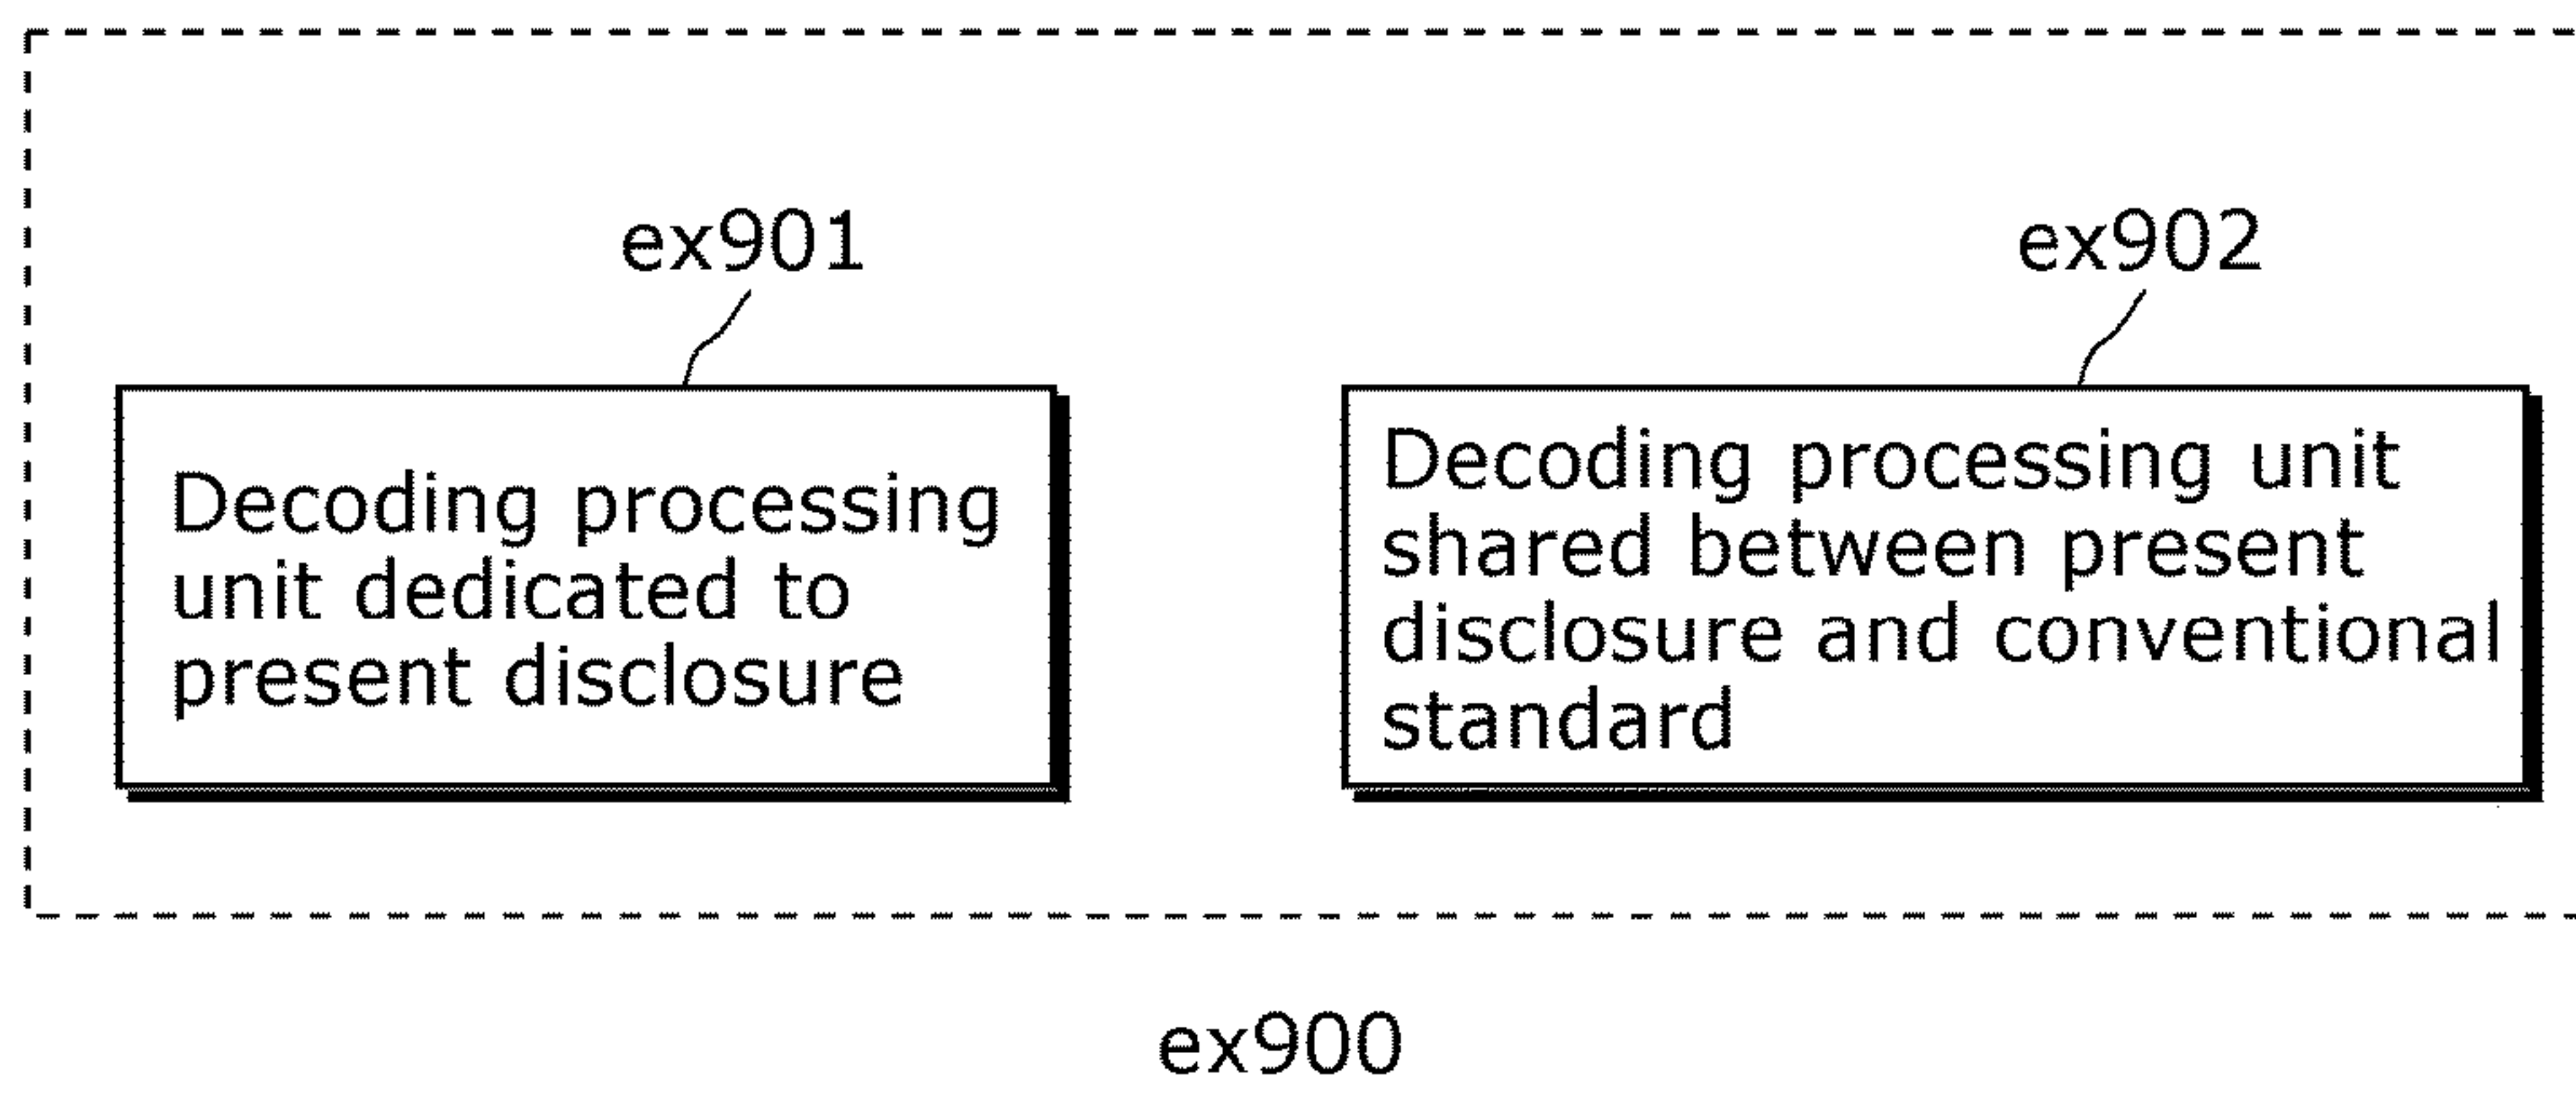 ex901
ex902
Decoding processing
unit dedicated to
present disclosure
Decoding processing unit
shared between present
disclosure and conventional
standard
ex900